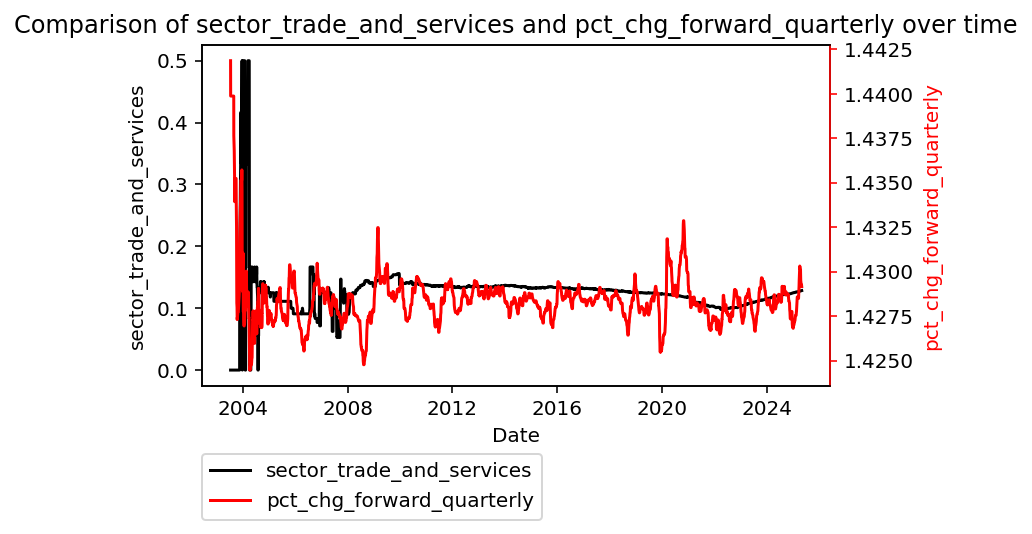 Comparison of sector_trade_and_services and pct_chg_forward_quarterly over time
sector_trade_and_services
0.5
0.4
0.3
0.2
0.1
0.0
1.4425
1.4400
1.4375
1.4350
1.4325
1.4300
1.4275
1.4250
pct_chg_forward_quarterly
2004 2008 2012 2016 2020 2024
Date
sector_trade_and_services
pct_chg_forward_quarterly